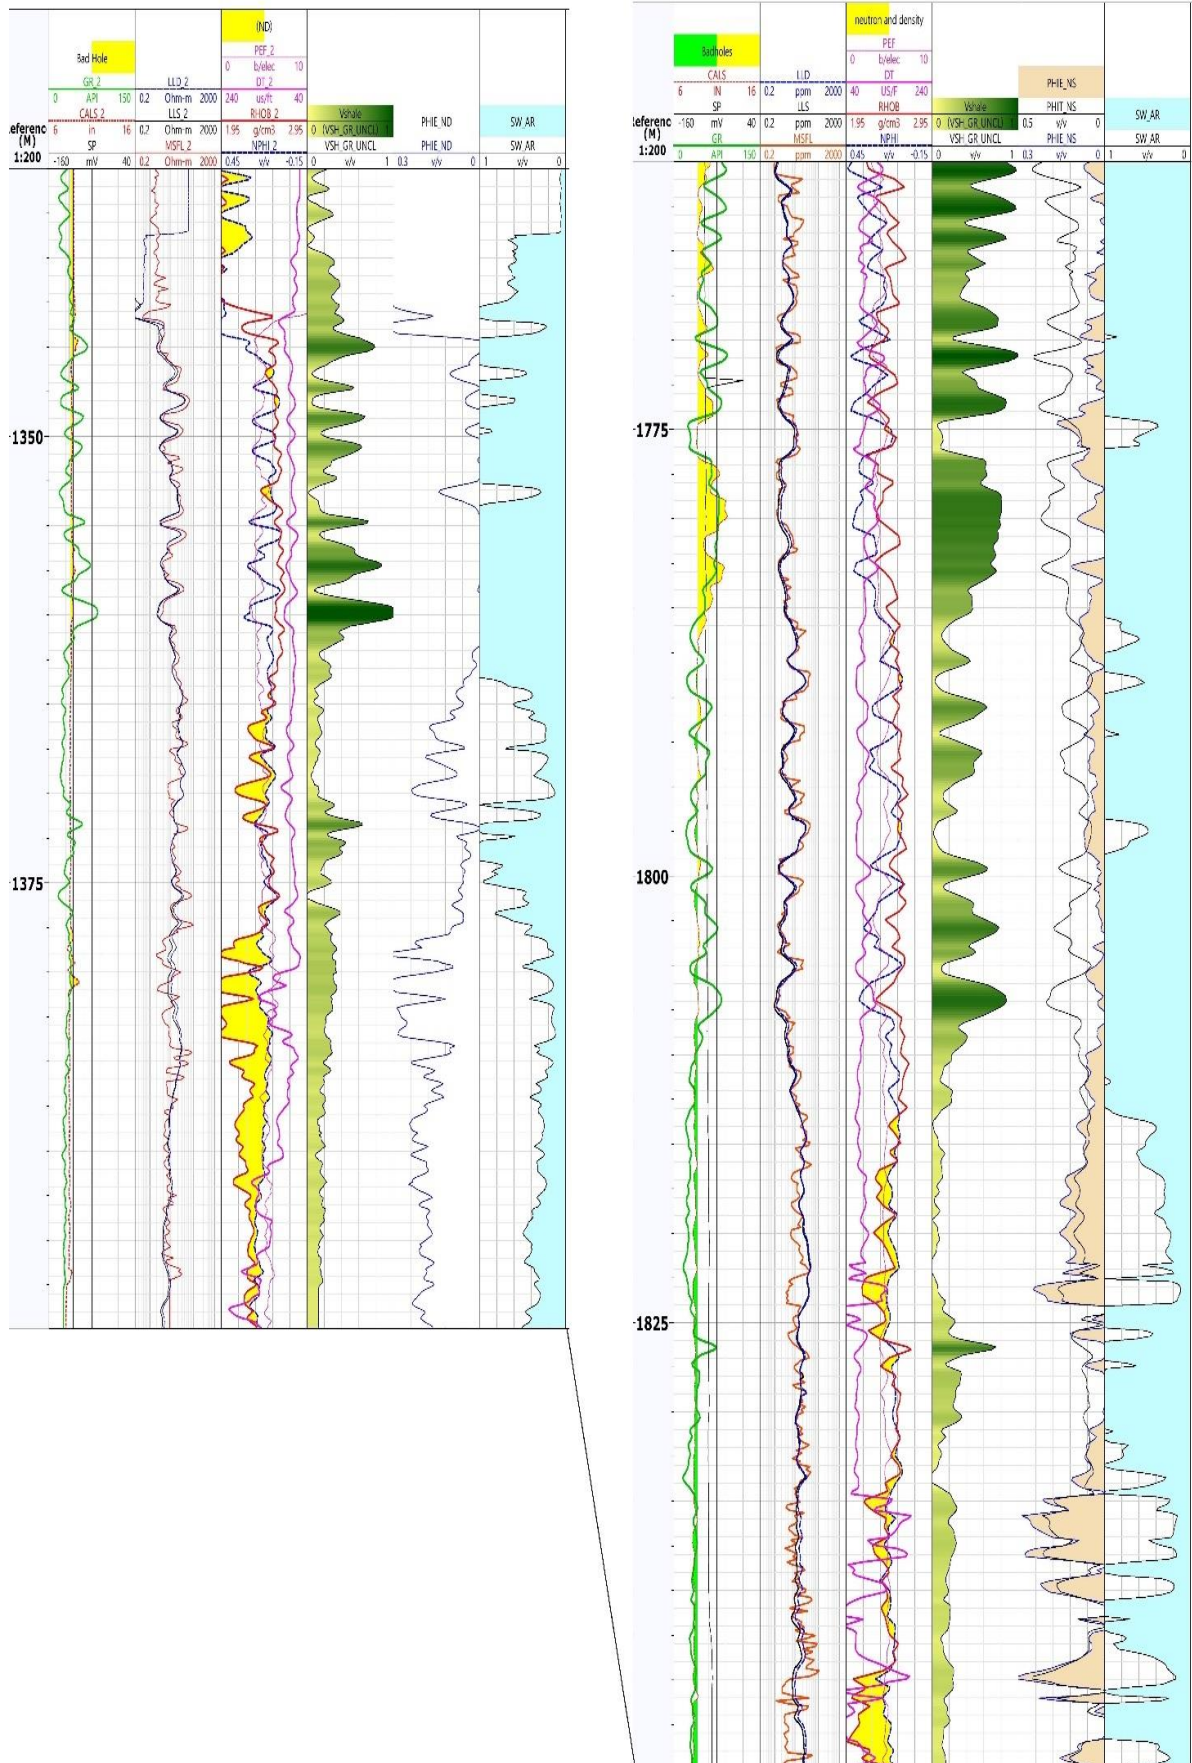 (ND)
Bad Hole
PEF_2
0 b/elec 10
GR_2 LLD_2 DT_2
0 API 150 0.2 Ohm-m 2000 240 us/ft 40
CALS_2 LLS_2 RHOB_2 Vshale PHIE_ND SW_AR
6 in 16 0.2 Ohm-m 2000 1.95 g/cm3 2.95 0 (VSH_GR_UNCL) 1
(M) SP MSFL_2 NPHI_2 VSH_GR_UNCL PHIE_ND SW_AR
1:200 -160 mV 40 0.2 Ohm-m 2000 0.45 v/v -0.15 0 v/v 1 0.3 v/v 0 1 v/v 0
1350
1375
neutron and density
Badholes PEF
0 b/elec 10 PHIE_NS
CALS LLD DT
6 IN 16 0.2 ppm 2000 40 US/F 240
SP LLS RHOB Vshale PHIT_NS SW_AR
-160 mV 40 0.2 ppm 2000 1.95 g/cm3 2.95 0 (VSH_GR_UNCL) 1 0.5 v/v 0
(M) GR MSFL NPHI VSH_GR_UNCL PHIE_NS SW_AR
1:200 0 API 150 0.2 ppm 2000 0.45 v/v -0.15 0 v/v 1 0.3 v/v 0 1 v/v 0
1775
1800
1825